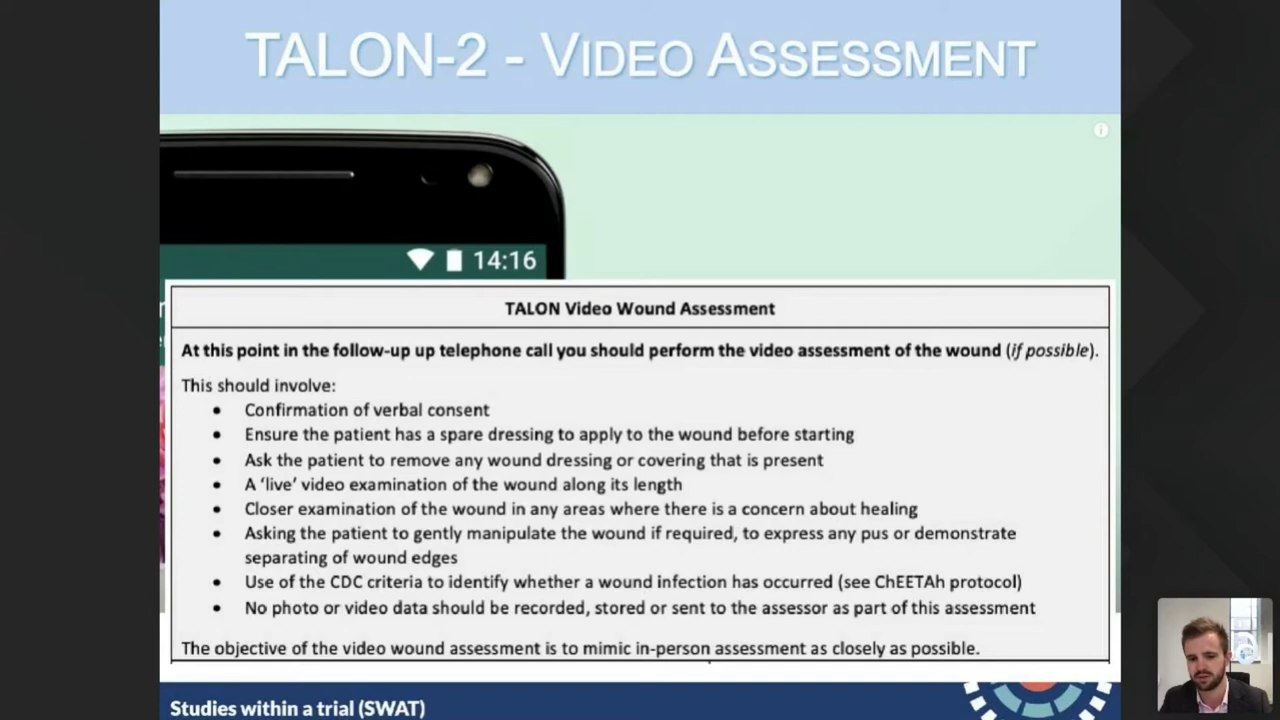 TALON-2 - VIDEO ASSESSMENT
14:16
TALON Video Wound Assessment
At this point in the follow-up up telephone call you should perform the video assessment of the wound (if possible).
This should involve:
• Confirmation of verbal consent
• Ensure the patient has a spare dressing to apply to the wound before starting
• Ask the patient to remove any wound dressing or covering that is present
• A ‘live’ video examination of the wound along its length
• Closer examination of the wound in any areas where there is a concern about healing
• Asking the patient to gently manipulate the wound if required, to express any pus or demonstrate
separating of wound edges
• Use of the CDC criteria to identify whether a wound infection has occurred (see ChEETAh protocol)
• No photo or video data should be recorded, stored or sent to the assessor as part of this assessment
The objective of the video wound assessment is to mimic in-person assessment as closely as possible.
Studies within a trial (SWAT)